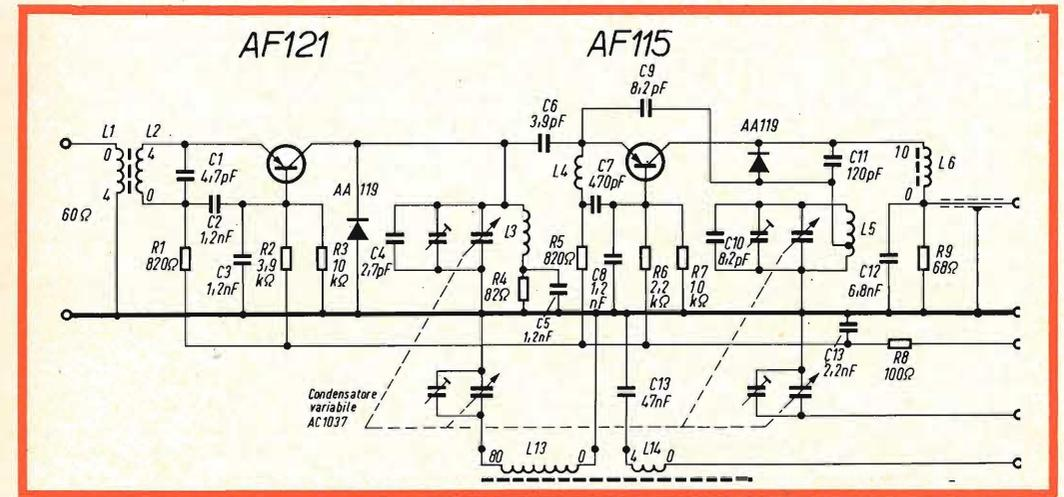 AF121
AF115
C9
8,2pF
C6
3,9pF
AA119
L1
L2
0
4
4
0
C1
4,7pF
L4
C7
470pF
C11
120pF
10
0
L6
60Ω
C2
1,2nF
AA 119
R1
820Ω
C3
1,2nF
R2
3,9
kΩ
R3
10
kΩ
C4
2,7pF
L3
R4
82Ω
C5
1,2nF
R5
820Ω
C8
1,2
nF
R6
2,2
kΩ
R7
10
kΩ
C10
8,2pF
L5
C12
6,8nF
R9
68Ω
C13
2,2nF
R8
100Ω
Condensatore
variabile
AC1037
C13
47nF
80
L13
0
4
L14
0